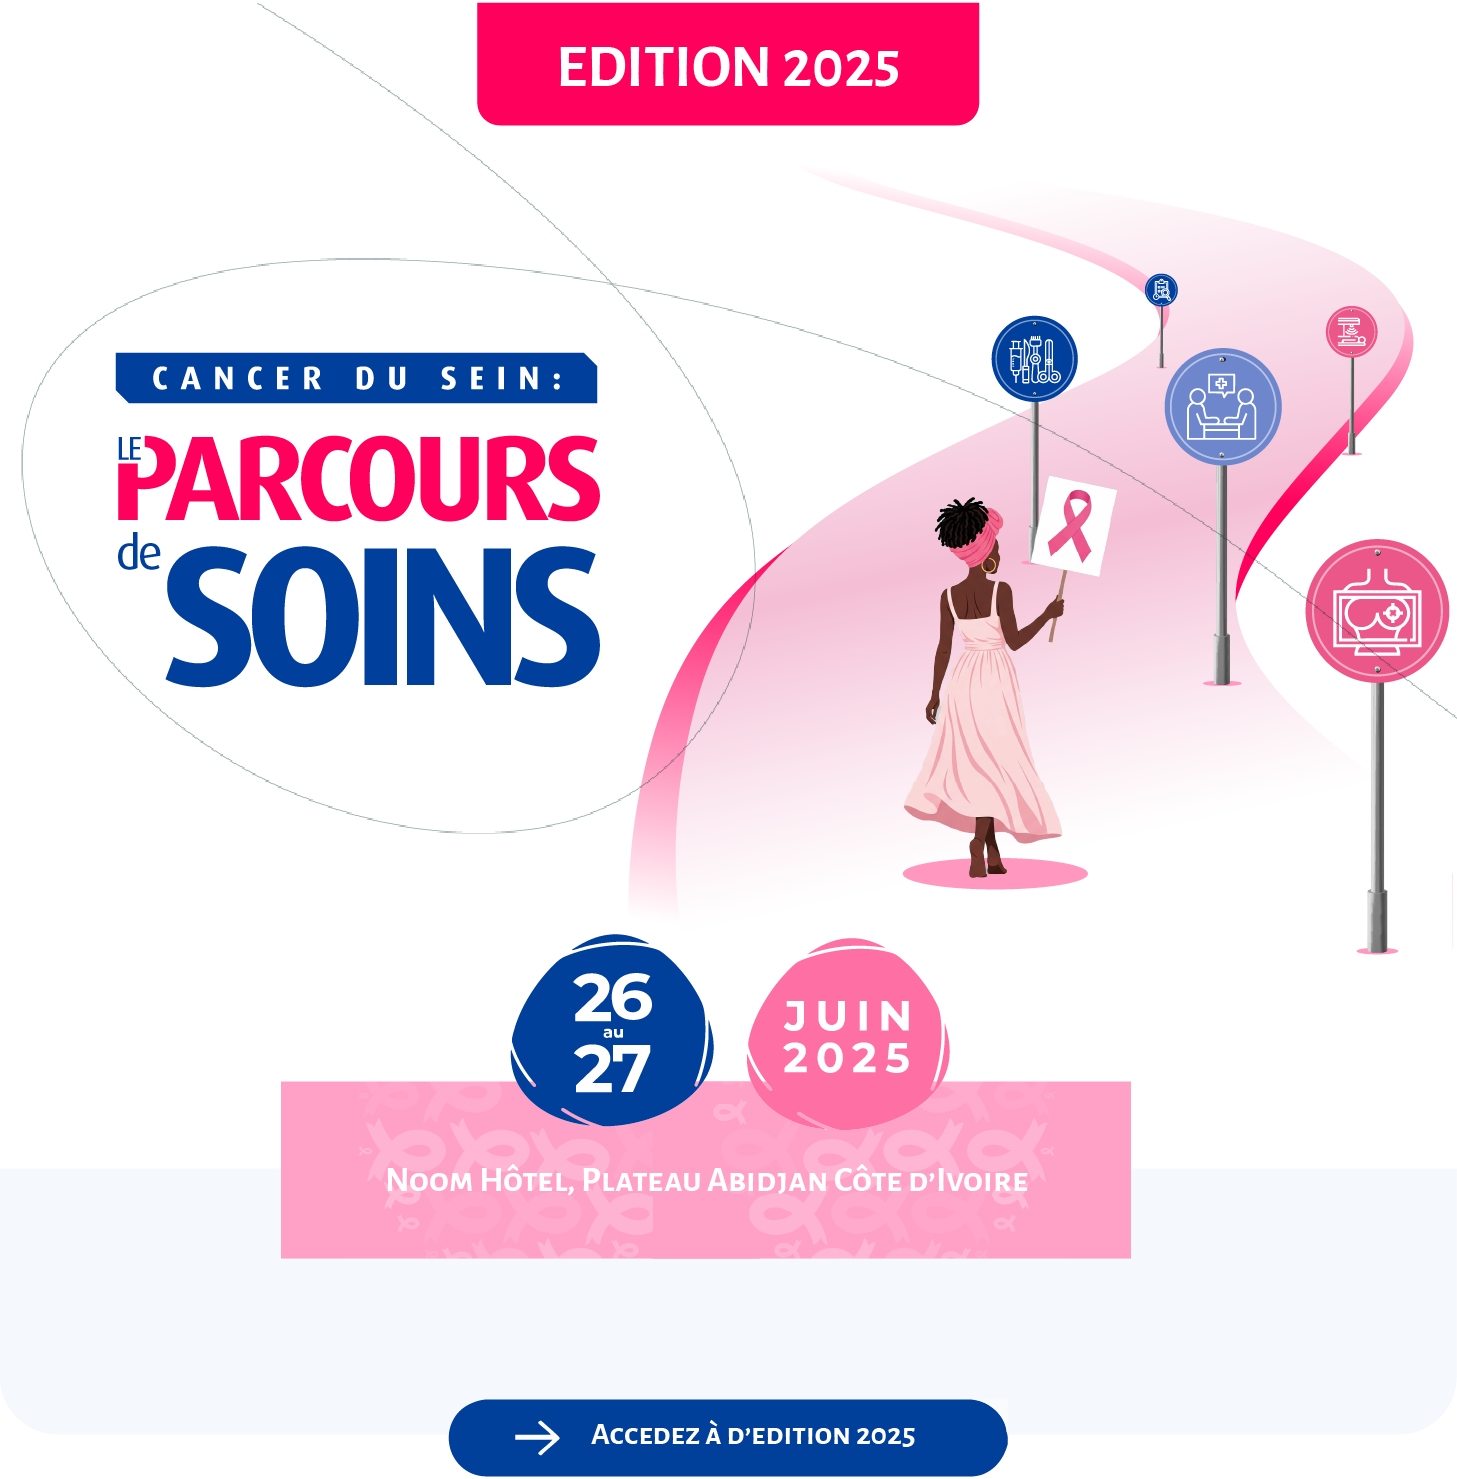 EDITION 2025
CANCER DU SEIN:
LE PARCOURS
de SOINS
26
au
27
JUIN
2025
Noom Hôtel, Plateau Abidjan Côte d’Ivoire
Accedez à d’edition 2025